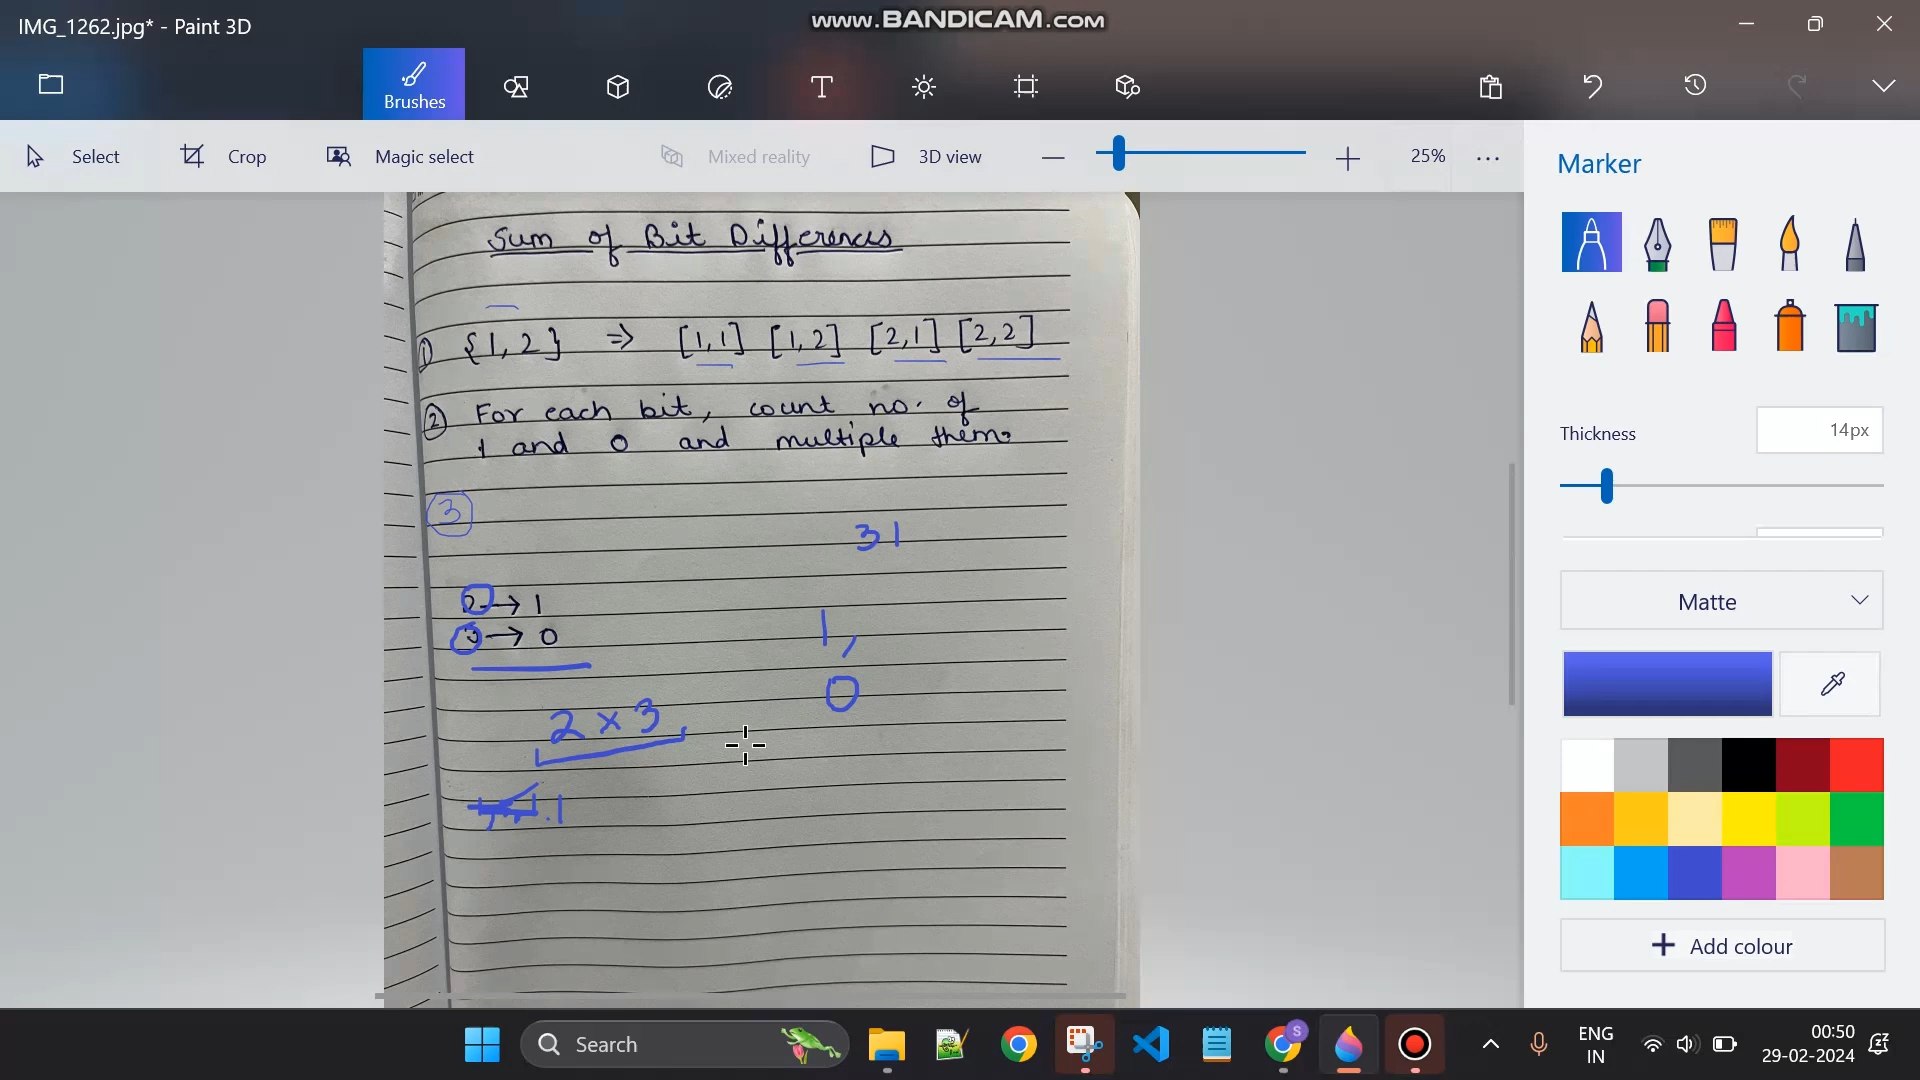 IMG_1262.jpg* - Paint 3D
www.BANDICAM.com
Brushes
Select
Crop
Magic select
Mixed reality
3D view
25%
Sum of Bit Differences
① {1, 2} => [1,1] [1,2] [2,1] [2,2]
② For each bit, count no. of
1 and 0 and multiple them.
③
31
2 → 1
3 → 0
1,
0
2 x 3
.1
Marker
Thickness
14px
Matte
Add colour
Search
S
ENG
IN
00:50
29-02-2024